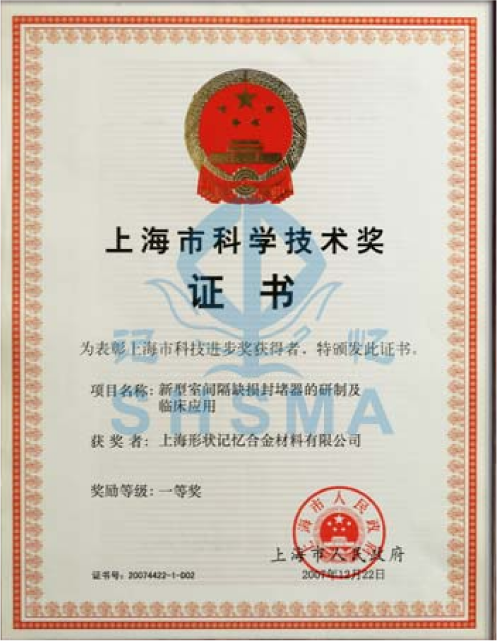 上海市科学技术奖
证书
记忆
SHSMA
为表彰上海市科技进步奖获得者，特颁发此证书。
项目名称：新型室间隔缺损封堵器的研制及
临床应用
获奖者：上海形状记忆合金材料有限公司
奖励等级：一等奖
上海市人民政府
上海市人民政府
2007年12月22日
证书号：20074422-1-002